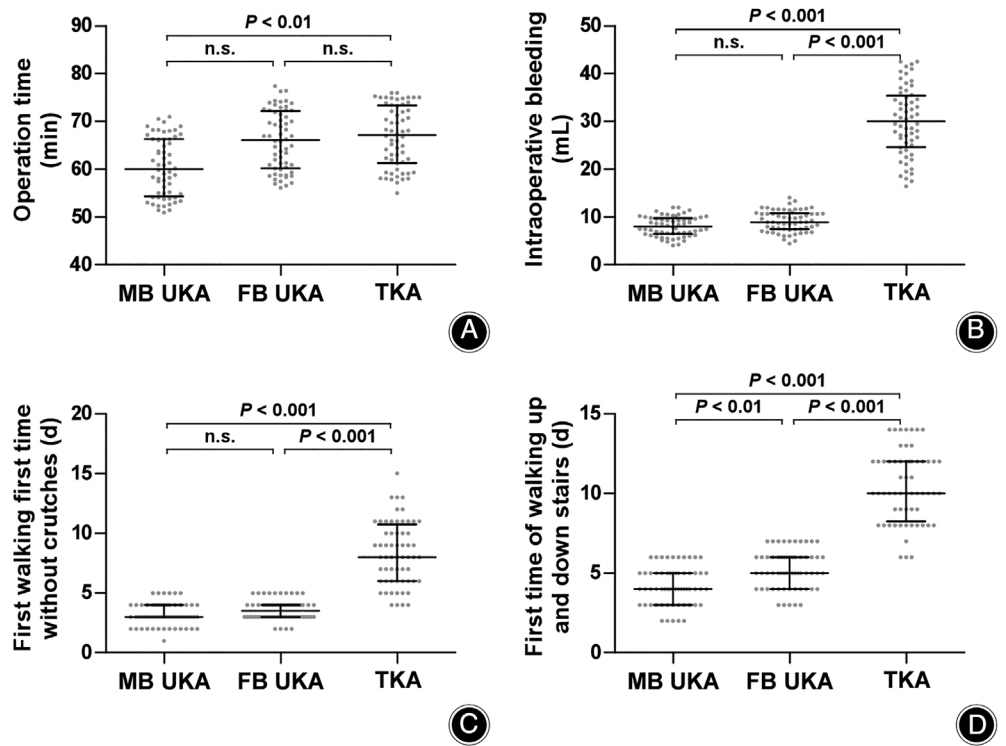 P < 0.01
n.s. n.s.
Operation time
(min)
90
80
70
60
50
40
MB UKA FB UKA TKA
A
P < 0.001
n.s. P < 0.001
Intraoperative bleeding
(mL)
50
40
30
20
10
0
MB UKA FB UKA TKA
B
P < 0.001
n.s. P < 0.001
First walking first time
without crutches (d)
20
15
10
5
0
MB UKA FB UKA TKA
C
P < 0.001
P < 0.01 P < 0.001
First time of walking up
and down stairs (d)
15
10
5
0
MB UKA FB UKA TKA
D